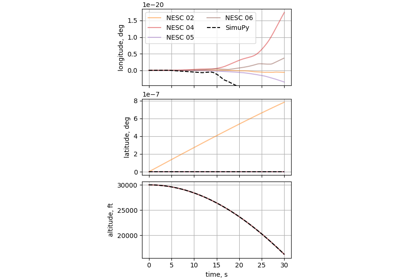 1e−20
NESC 02
NESC 04
NESC 05
NESC 06
SimuPy
longitude, deg
1.5
1.0
0.5
0.0
1e−7
latitude, deg
8
6
4
2
0
altitude, ft
30000
25000
20000
0
5
10
15
20
25
30
time, s